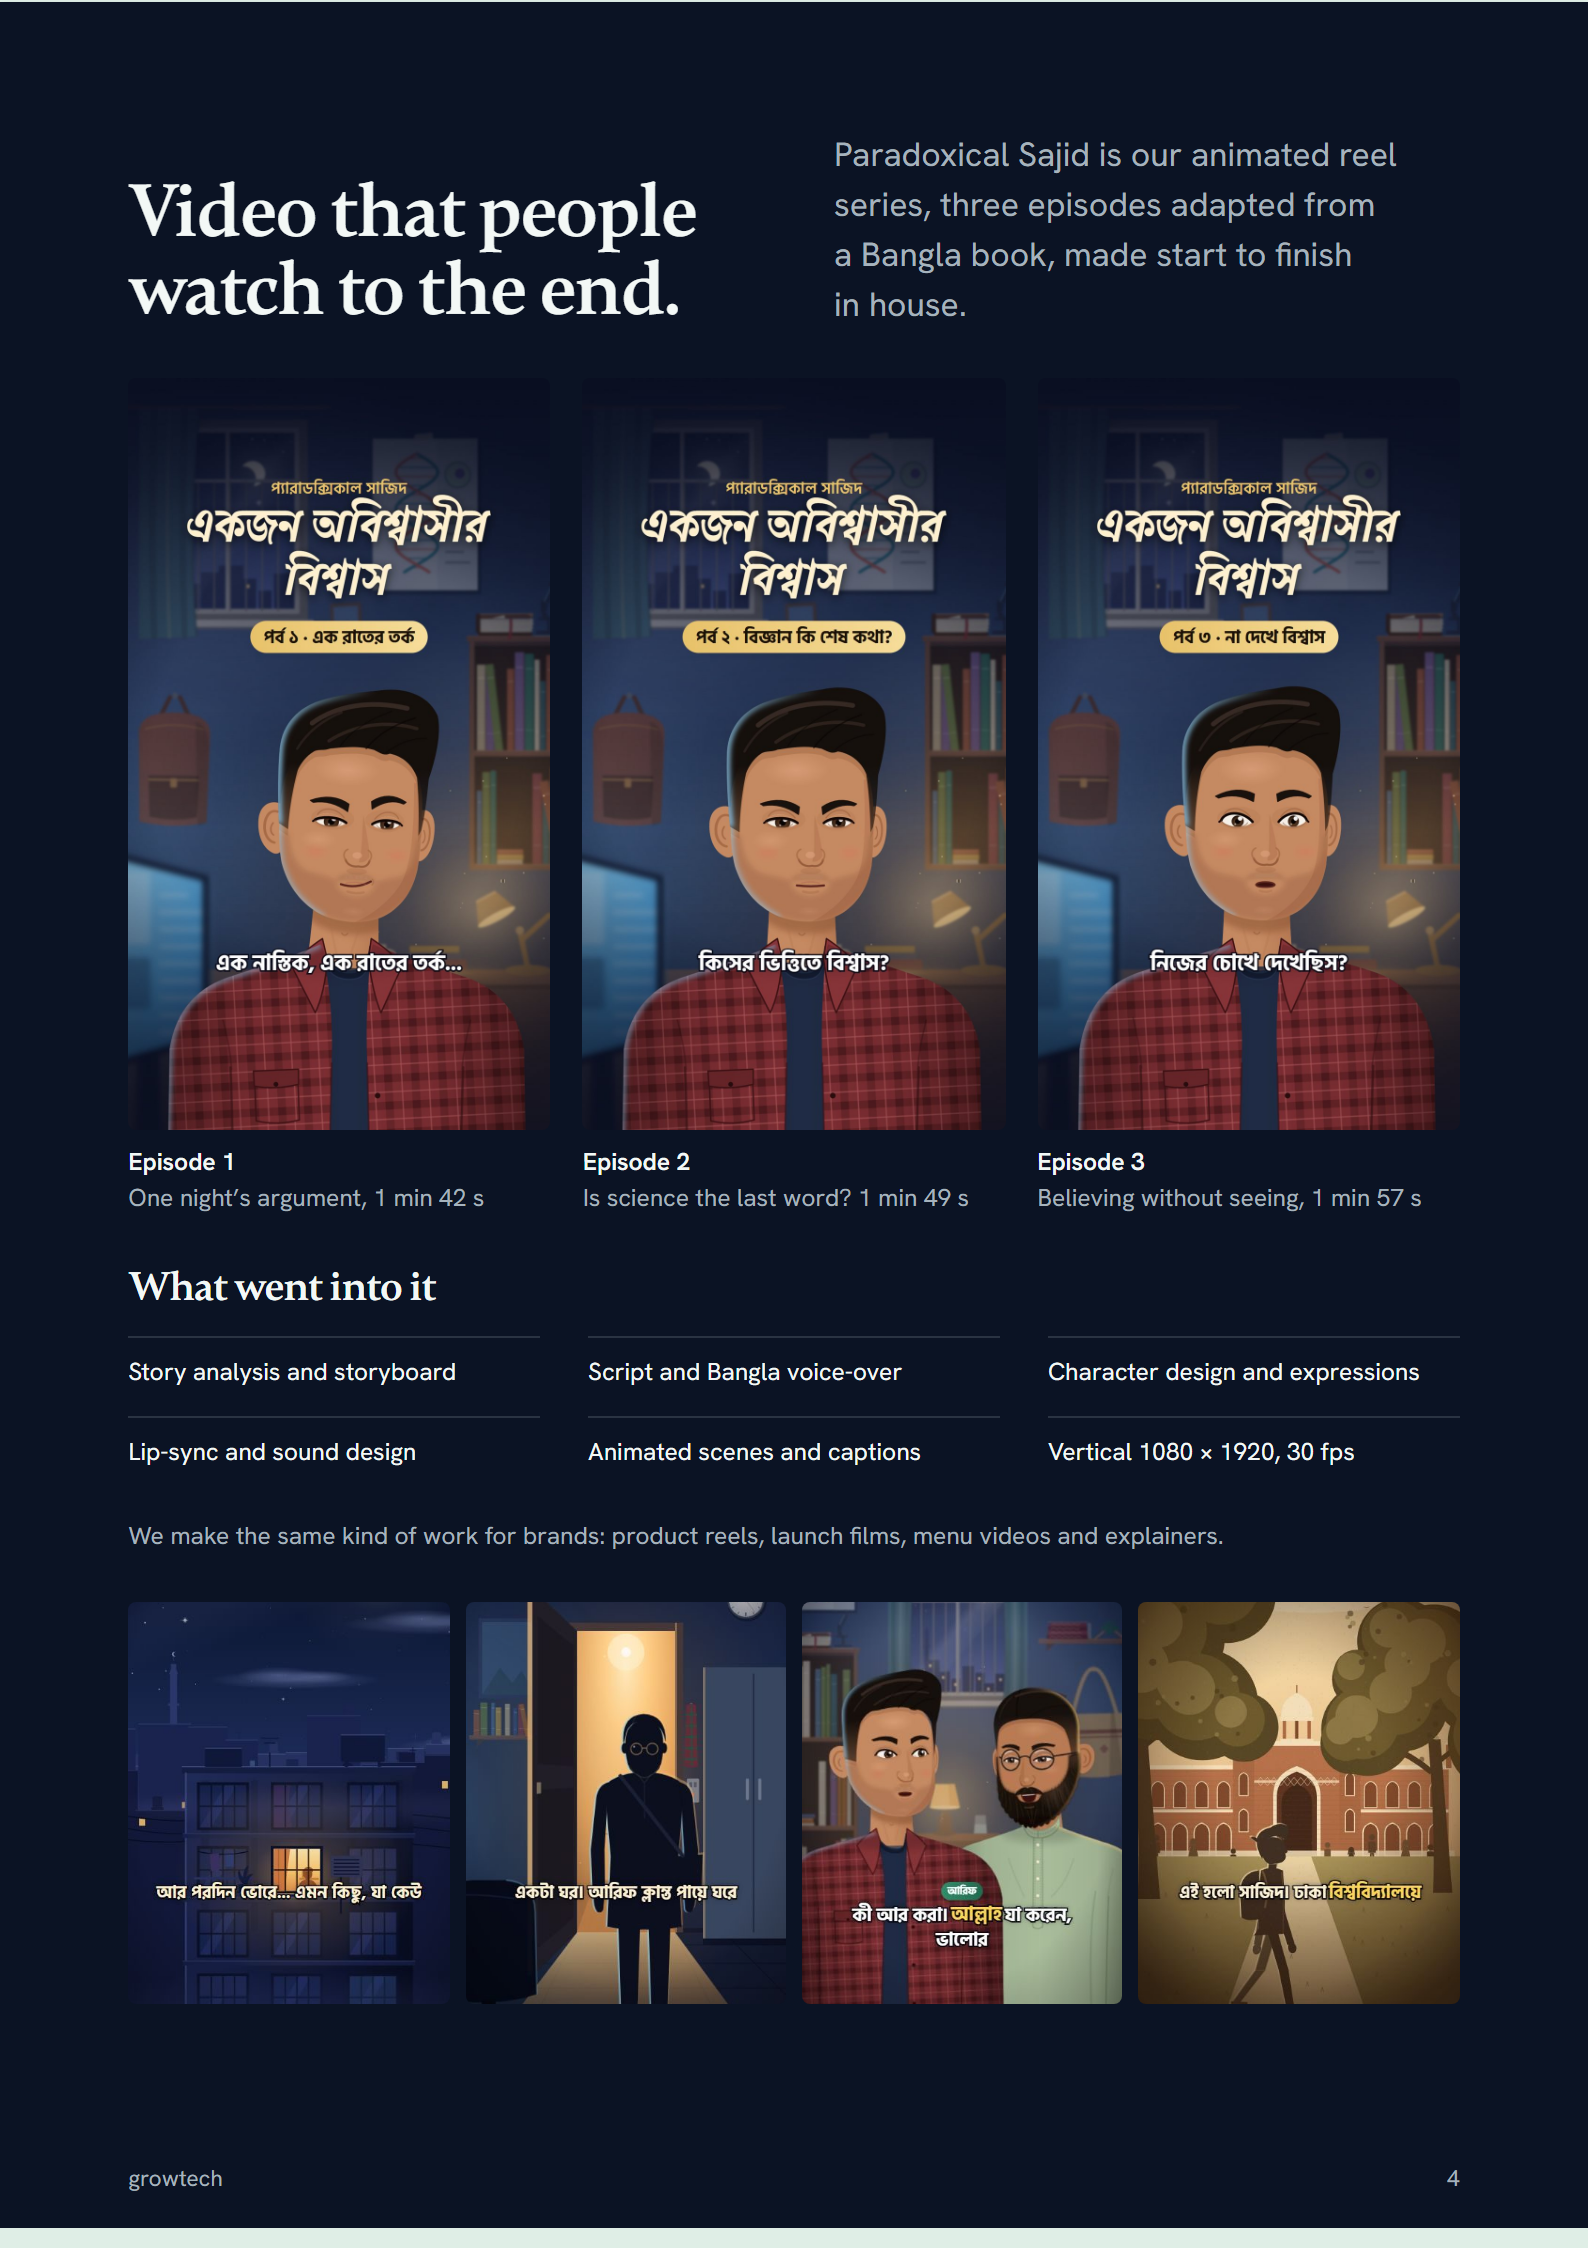 Video that people
watch to the end.
Paradoxical Sajid is our animated reel
series, three episodes adapted from
a Bangla book, made start to finish
in house.
প্যারাডক্সিকাল সাজিদ
একজন অবিশ্বাসীর
বিশ্বাস
পর্ব ১ · এক রাতের তর্ক
এক নাস্তিক, এক রাতের তর্ক...
Episode 1
One night’s argument, 1 min 42 s
প্যারাডক্সিকাল সাজিদ
একজন অবিশ্বাসীর
বিশ্বাস
পর্ব ২ · বিজ্ঞান কি শেষ কথা?
কিসের ভিত্তিতে বিশ্বাস?
Episode 2
Is science the last word? 1 min 49 s
প্যারাডক্সিকাল সাজিদ
একজন অবিশ্বাসীর
বিশ্বাস
পর্ব ৩ · না দেখে বিশ্বাস
নিজের চোখে দেখেছিস?
Episode 3
Believing without seeing, 1 min 57 s
What went into it
Story analysis and storyboard
Script and Bangla voice-over
Character design and expressions
Lip-sync and sound design
Animated scenes and captions
Vertical 1080 × 1920, 30 fps
We make the same kind of work for brands: product reels, launch films, menu videos and explainers.
আর পরদিন ভোরে... এমন কিছু, যা কেউ
একটা ঘর। আরিফ ক্লান্ত পায়ে ঘরে
আরিফ
কী আর করা। আল্লাহ যা করেন,
ভালোর
এই হলো সাজিদ। ঢাকা বিশ্ববিদ্যালয়ে
growtech
4